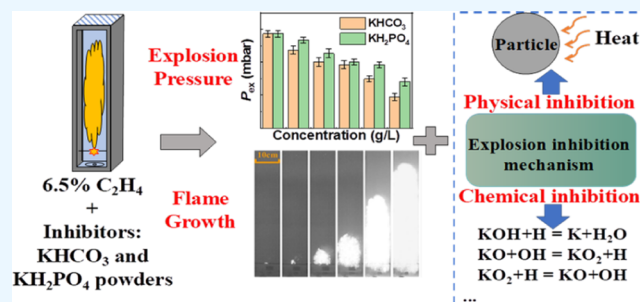 6.5% C₂H₄
+
Inhibitors:
KHCO₃ and
KH₂PO₄ powders
Explosion
Pressure
Flame
Growth
KHCO₃
KH₂PO₄
P_ex (mbar)
Concentration (g/L)
10cm
Particle
Heat
Physical inhibition
Explosion inhibition
mechanism
Chemical inhibition
KOH+H = K+H₂O
KO+OH = KO₂+H
KO₂+H = KO+OH
...